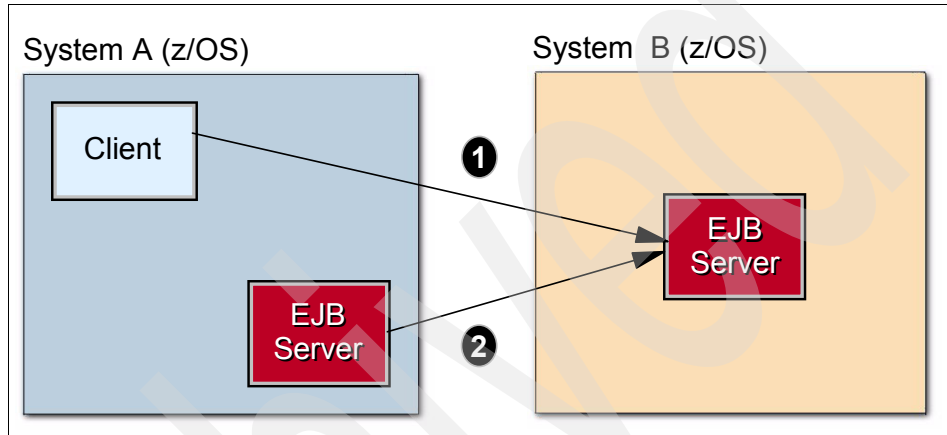 System A (z/OS)
System B (z/OS)
Client
1
EJB
Server
EJB
Server
2